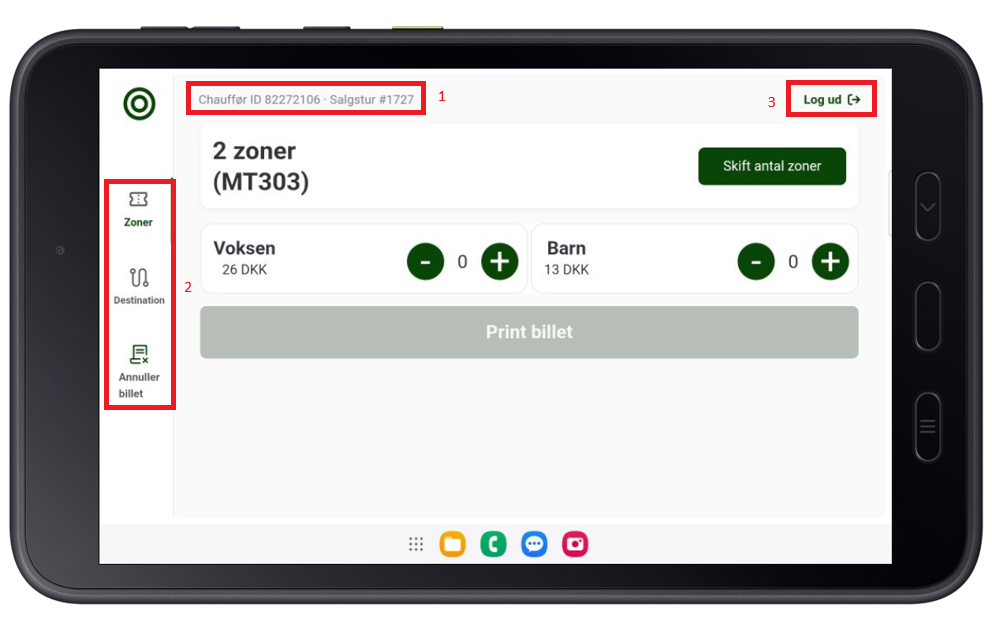 Chauffør ID 82272106 · Salgstur #1727
1
3
Log ud
2 zoner
(MT303)
Skift antal zoner
Zoner
Voksen
26 DKK
- 0 +
Barn
13 DKK
- 0 +
2
Destination
Print billet
Annuller
billet